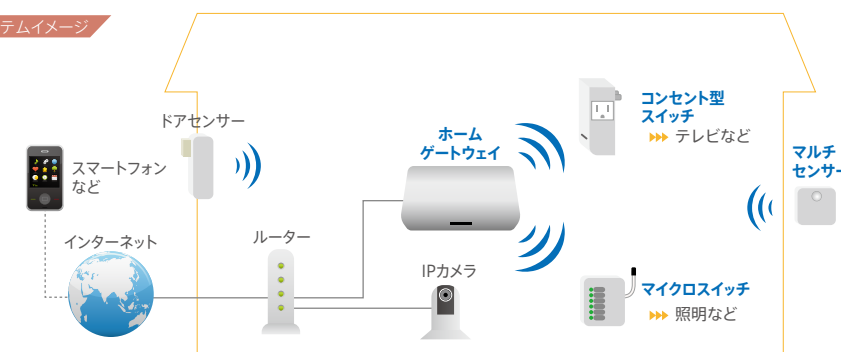 テムイメージ
ドアセンサー
スマートフォン
など
インターネット
ルーター
ホーム
ゲートウェイ
IPカメラ
コンセント型
スイッチ
テレビなど
マイクロスイッチ
照明など
マルチ
センサー